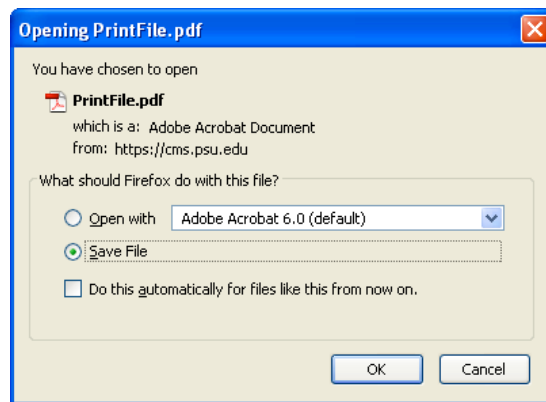 Opening PrintFile.pdf
You have chosen to open
PrintFile.pdf
which is a: Adobe Acrobat Document
from: https://cms.psu.edu
What should Firefox do with this file?
Open with Adobe Acrobat 6.0 (default)
Save File
Do this automatically for files like this from now on.
OK Cancel